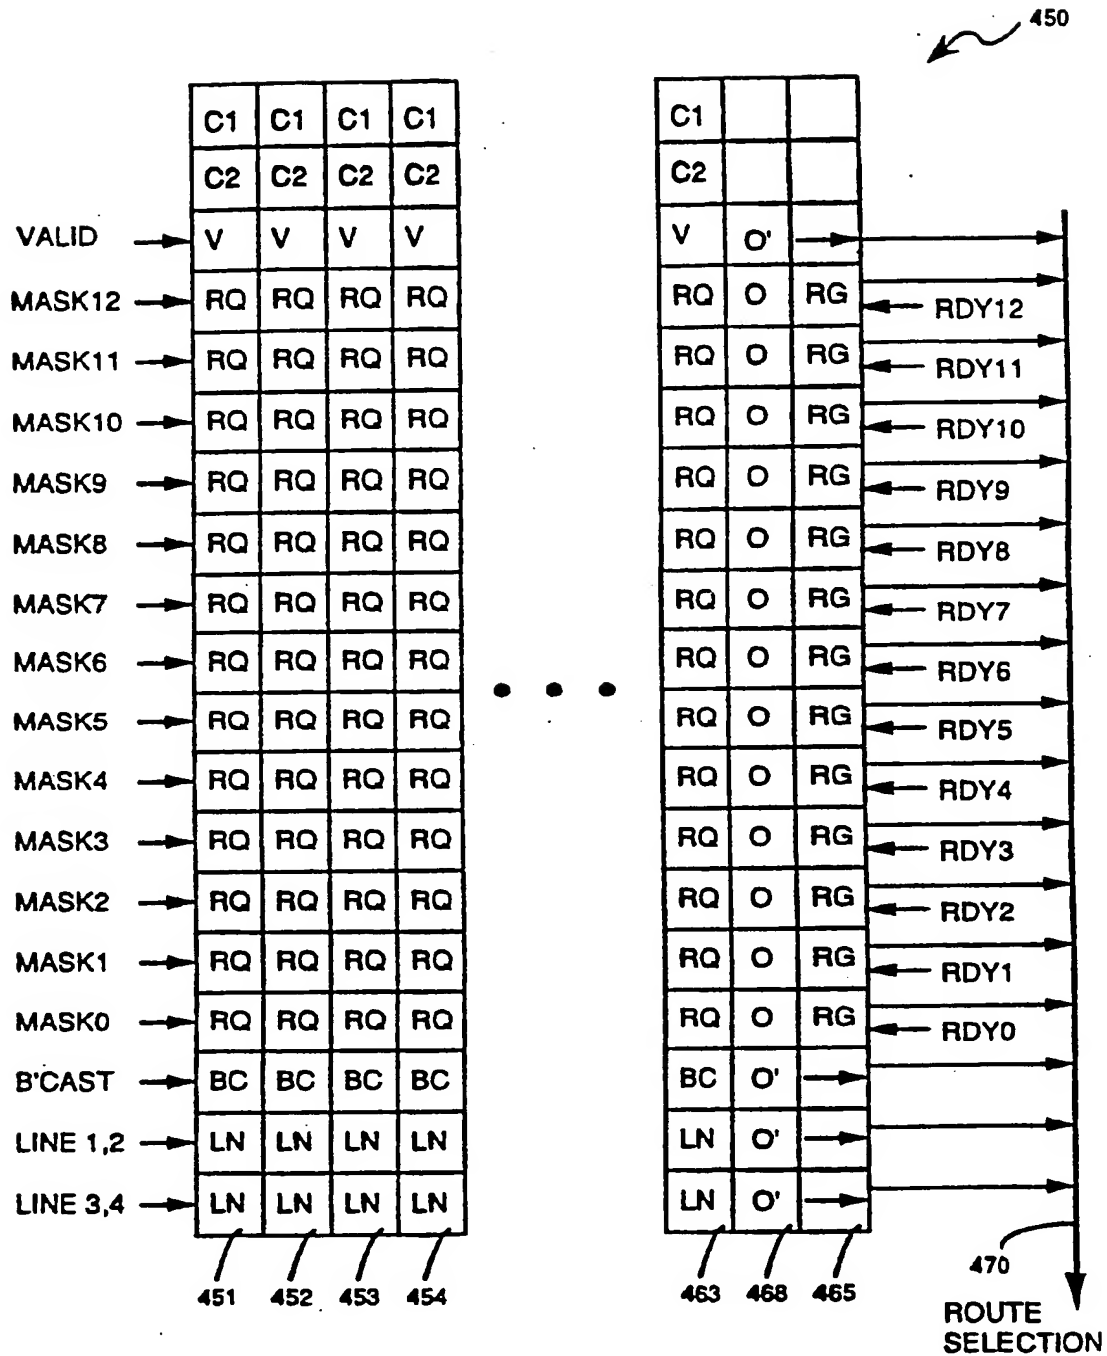 450
C1 C1 C1 C1 C1
C2 C2 C2 C2 C2
VALID V V V V V O'
MASK12 RQ RQ RQ RQ RQ O RG RDY12
MASK11 RQ RQ RQ RQ RQ O RG RDY11
MASK10 RQ RQ RQ RQ RQ O RG RDY10
MASK9 RQ RQ RQ RQ RQ O RG RDY9
MASK8 RQ RQ RQ RQ RQ O RG RDY8
MASK7 RQ RQ RQ RQ RQ O RG RDY7
MASK6 RQ RQ RQ RQ RQ O RG RDY6
MASK5 RQ RQ RQ RQ RQ O RG RDY5
MASK4 RQ RQ RQ RQ RQ O RG RDY4
MASK3 RQ RQ RQ RQ RQ O RG RDY3
MASK2 RQ RQ RQ RQ RQ O RG RDY2
MASK1 RQ RQ RQ RQ RQ O RG RDY1
MASK0 RQ RQ RQ RQ RQ O RG RDY0
B'CAST BC BC BC BC BC O'
LINE 1,2 LN LN LN LN LN O'
LINE 3,4 LN LN LN LN LN O'
451 452 453 454 463 468 465 470
ROUTE
SELECTION